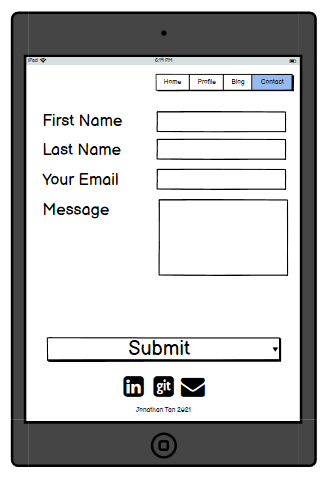 iPad 6:19 PM
Home Profile Blog Contact
First Name
Last Name
Your Email
Message
Submit
in git
Jonathan Tan 2021